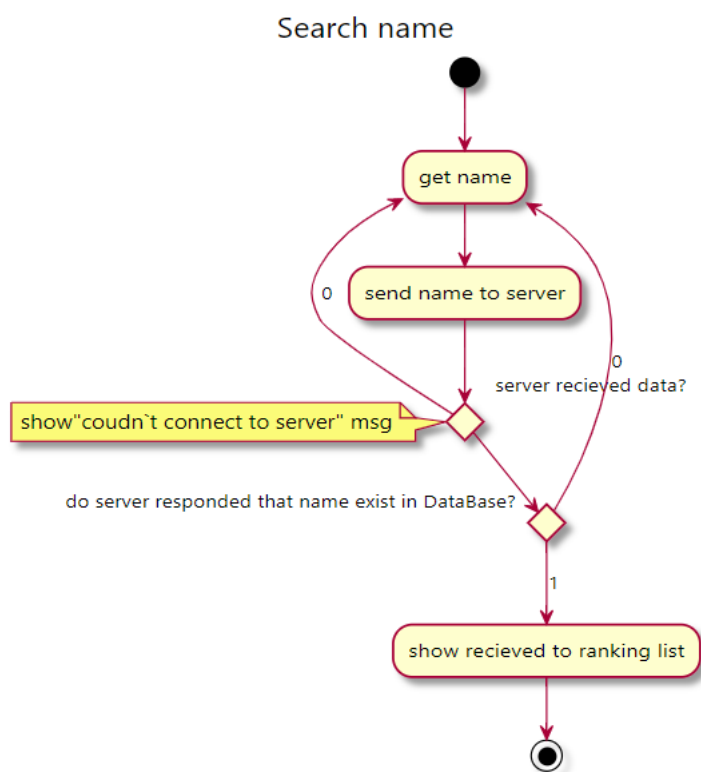 Search name
get name
send name to server
0
0
server recieved data?
show"coudn`t connect to server" msg
do server responded that name exist in DataBase?
1
show recieved to ranking list